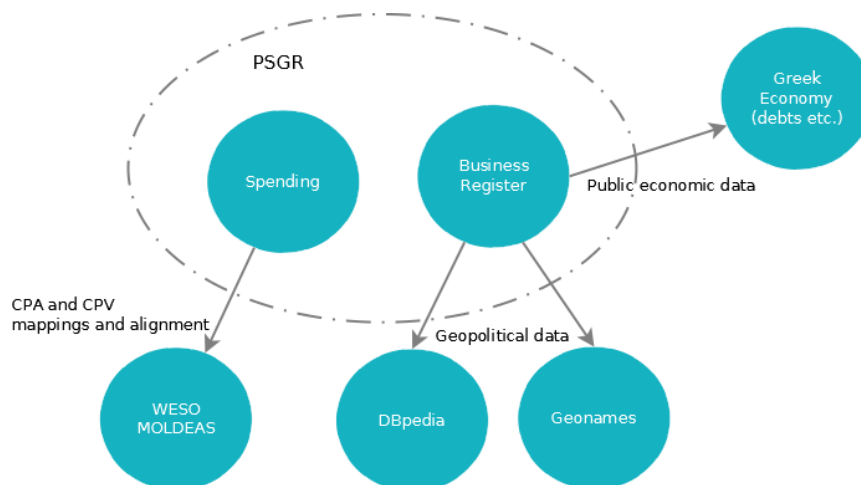 PSGR
Greek
Economy
(debts etc.)
Spending
Business
Register
Public economic data
CPA and CPV
mappings and alignment
Geopolitical data
WESO
MOLDEAS
DBpedia
Geonames